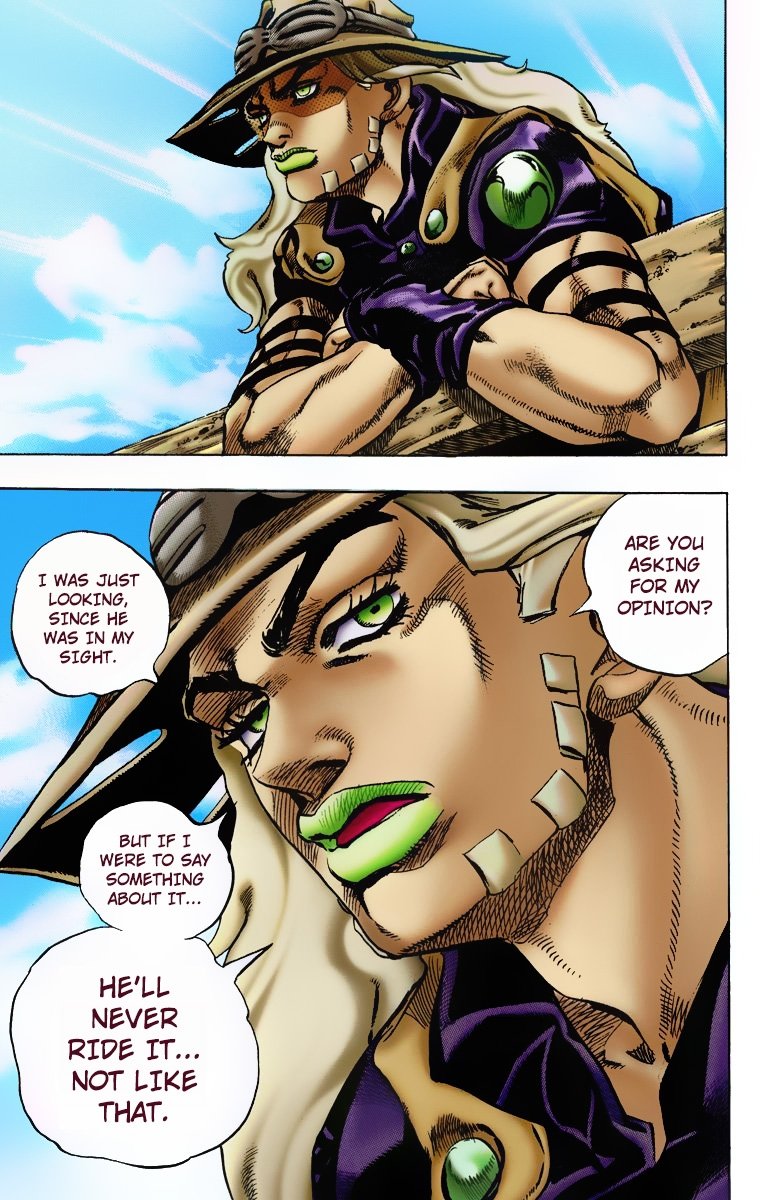 ARE YOU
ASKING
FOR MY
OPINION?
I WAS JUST
LOOKING,
SINCE HE
WAS IN MY
SIGHT.
BUT IF I
WERE TO SAY
SOMETHING
ABOUT IT...
HE'LL
NEVER
RIDE IT...
NOT LIKE
THAT.